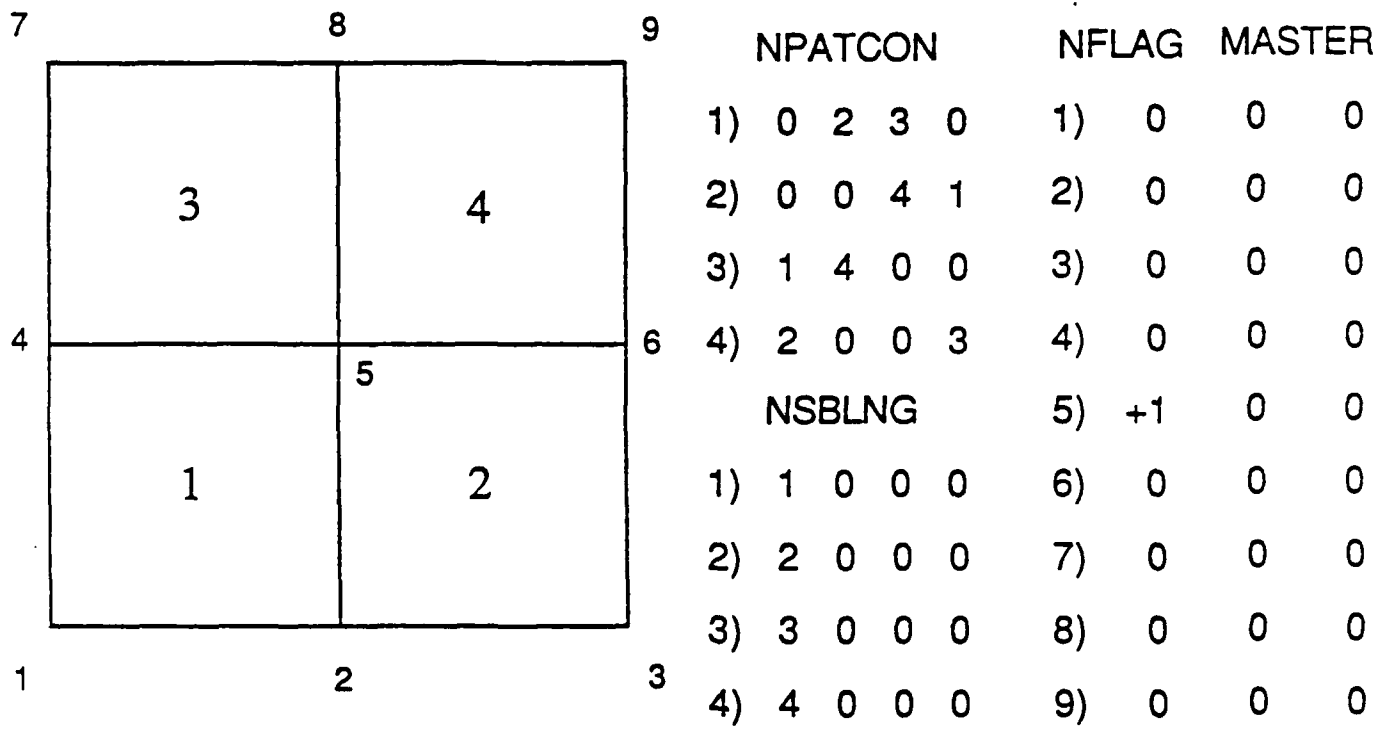 7 8 9
3 4
4 5 6
1 2
1 2 3
NPATCON
1) 0 2 3 0
2) 0 0 4 1
3) 1 4 0 0
4) 2 0 0 3
NSBLNG
1) 1 0 0 0
2) 2 0 0 0
3) 3 0 0 0
4) 4 0 0 0
NFLAG MASTER
1) 0 0 0
2) 0 0 0
3) 0 0 0
4) 0 0 0
5) +1 0 0
6) 0 0 0
7) 0 0 0
8) 0 0 0
9) 0 0 0